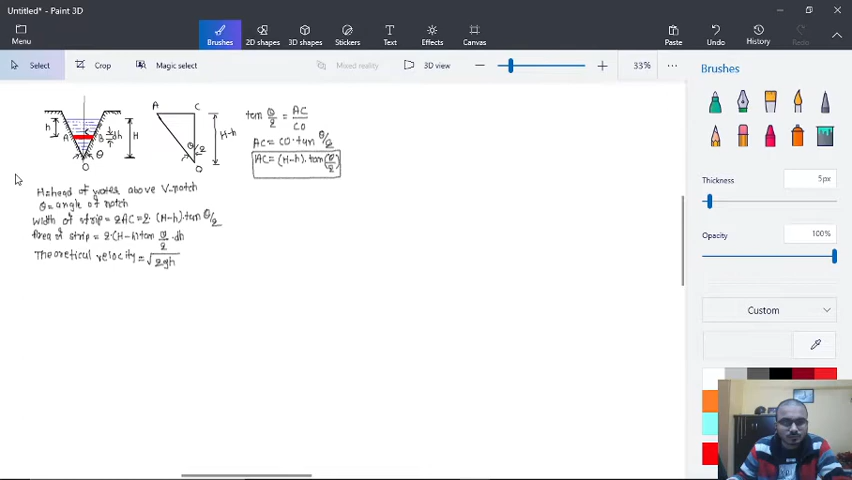 Untitled* - Paint 3D
Menu
Brushes
2D shapes
3D shapes
Stickers
Text
Effects
Canvas
Paste
Undo
History
Redo
Select
Crop
Magic select
Mixed reality
3D view
33%
Brushes
Thickness
5px
Opacity
100%
Custom
h
A
B
dh
H
θ
O
A
C
H-h
θ/2
O
tan θ/2 = AC/CO
AC = CO·tan θ/2
AC = (H-h)·tan(θ/2)
H=head of water above V-notch
θ=angle of notch
Width of strip = 2AC = 2·(H-h)·tan θ/2
Area of strip = 2·(H-h)tan θ/2 ·dh
Theoretical velocity = √2gh